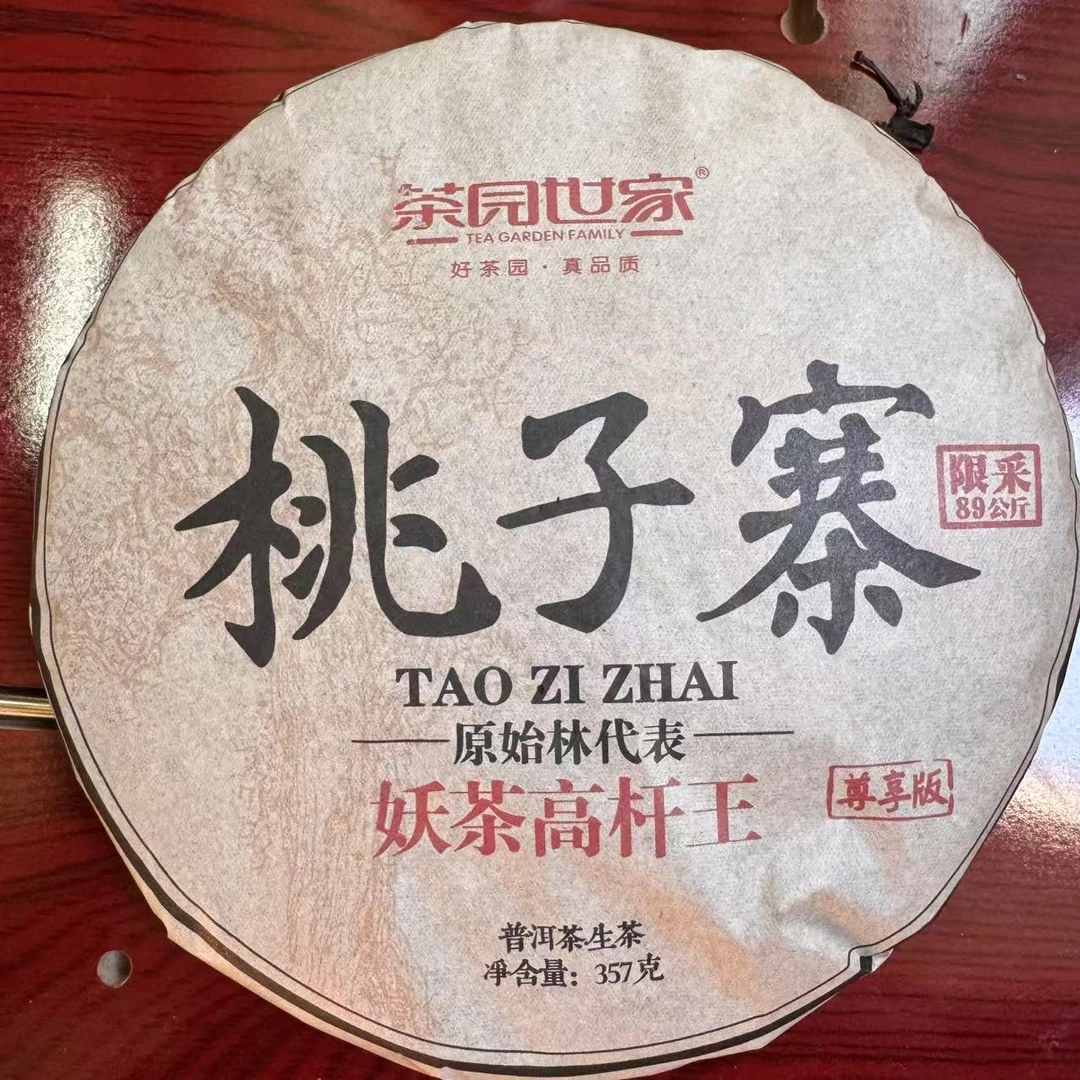 茶园世家®
TEA GARDEN FAMILY
好茶园·真品质
桃子寨
限采
89公斤
TAO ZI ZHAI
原始林代表
妖茶高杆王
尊享版
普洱茶.生茶
净含量：357克